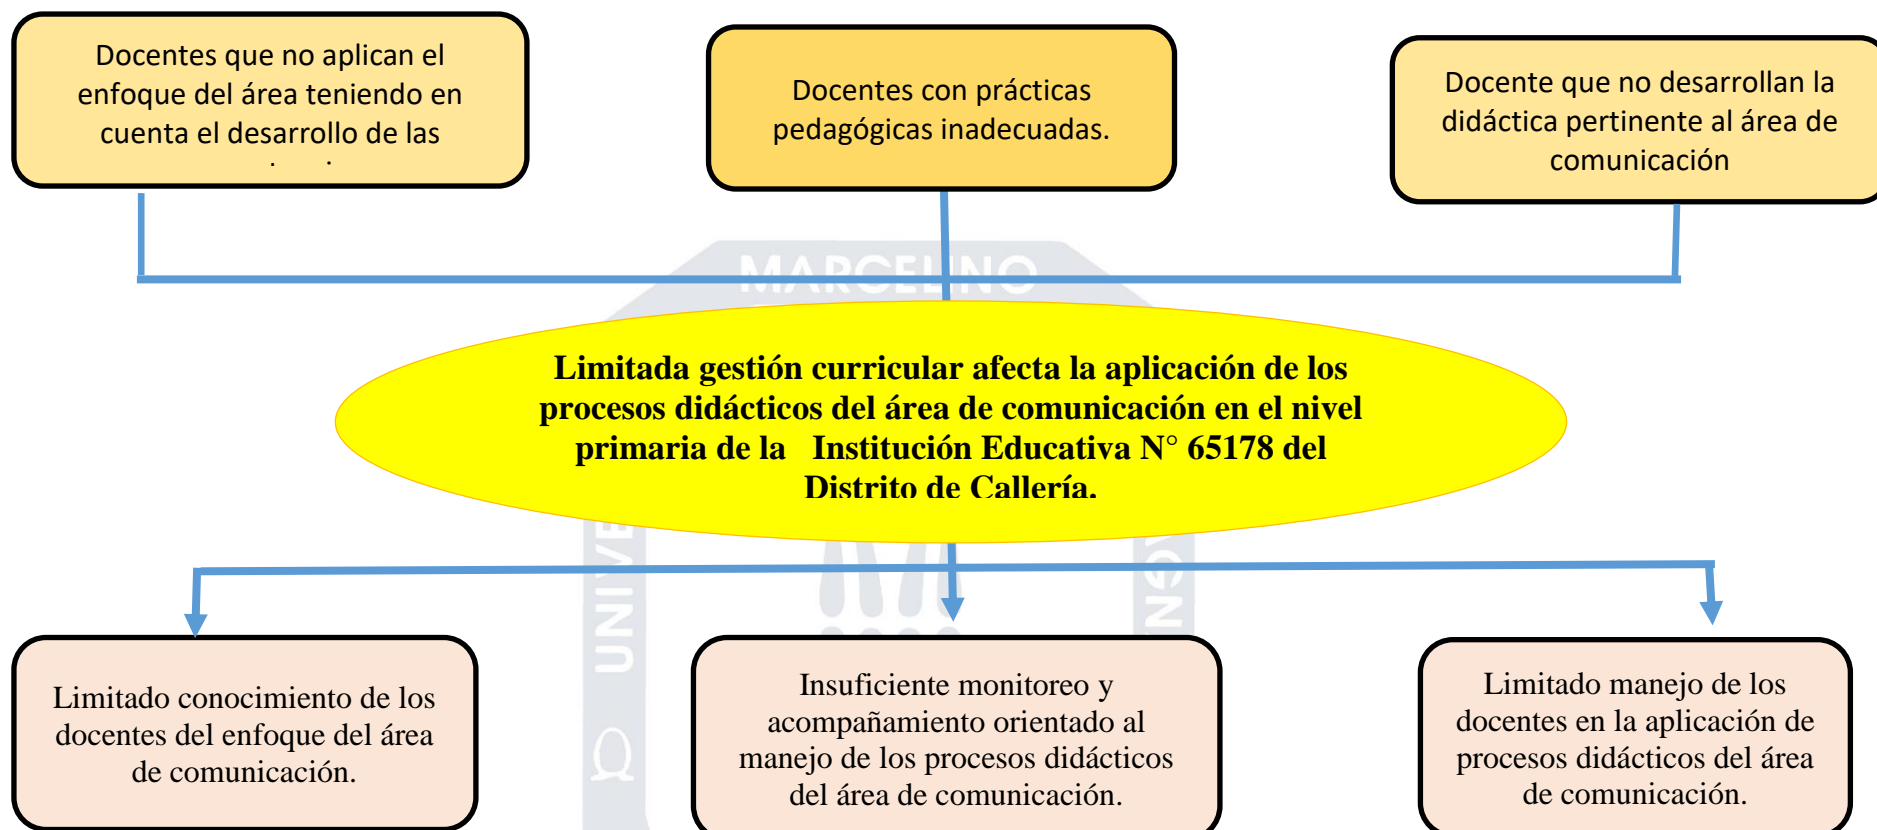 Docentes que no aplican el
enfoque del área teniendo en
cuenta el desarrollo de las
Docentes con prácticas
pedagógicas inadecuadas.
Docente que no desarrollan la
didáctica pertinente al área de
comunicación
MARCELINO
Limitada gestión curricular afecta la aplicación de los
procesos didácticos del área de comunicación en el nivel
primaria de la Institución Educativa N° 65178 del
Distrito de Callería.
UNIVE
AGN
Limitado conocimiento de los
docentes del enfoque del área
de comunicación.
Insuficiente monitoreo y
acompañamiento orientado al
manejo de los procesos didácticos
del área de comunicación.
Limitado manejo de los
docentes en la aplicación de
procesos didácticos del área
de comunicación.